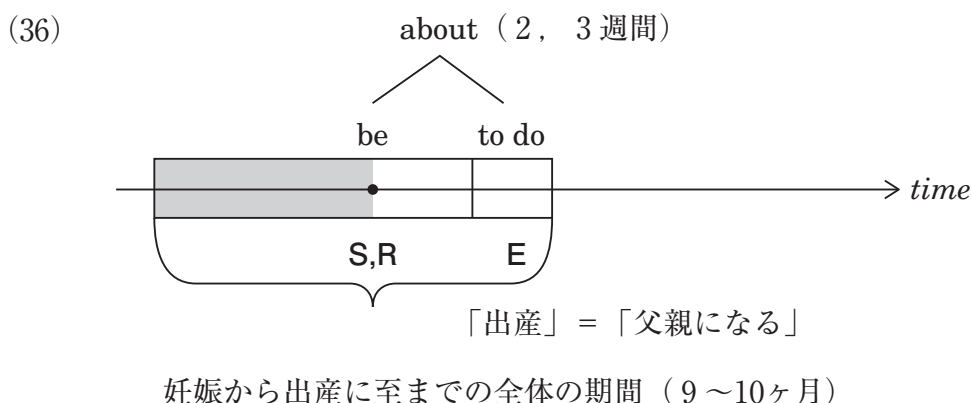 (36)
about（2，3週間）
be to do
time
S,R E
「出産」=「父親になる」
妊娠から出産に至までの全体の期間（9～10ヶ月）